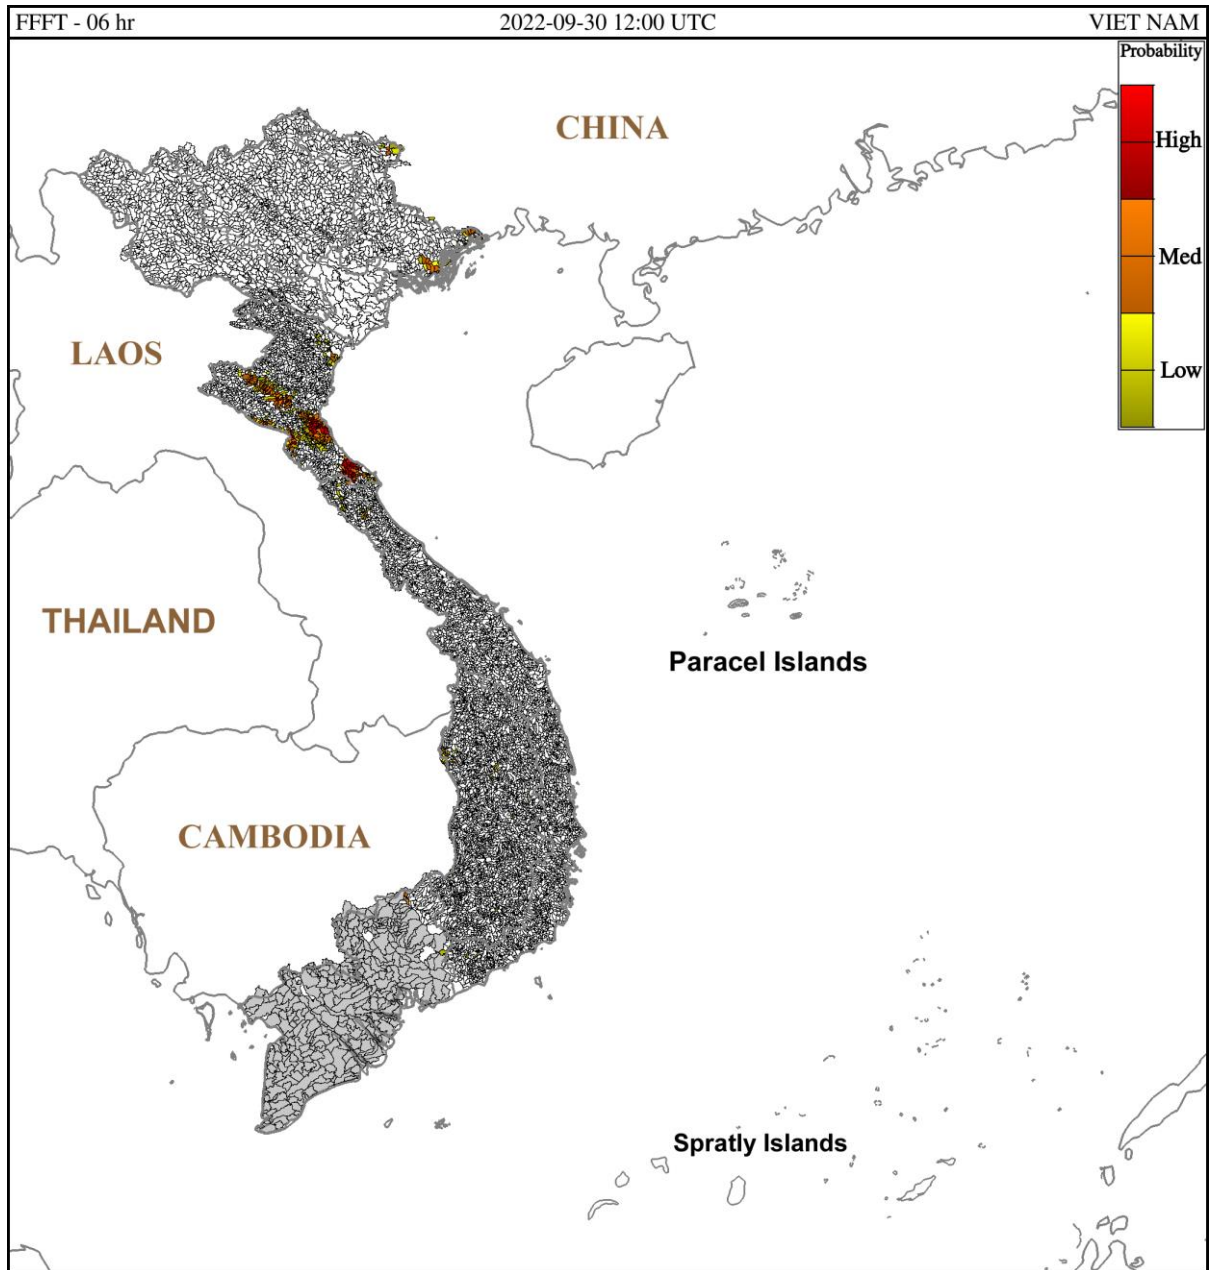 FFFT - 06 hr 2022-09-30 12:00 UTC VIET NAM
Probability
High
Med
Low
CHINA
LAOS
THAILAND
Paracel Islands
CAMBODIA
Spratly Islands